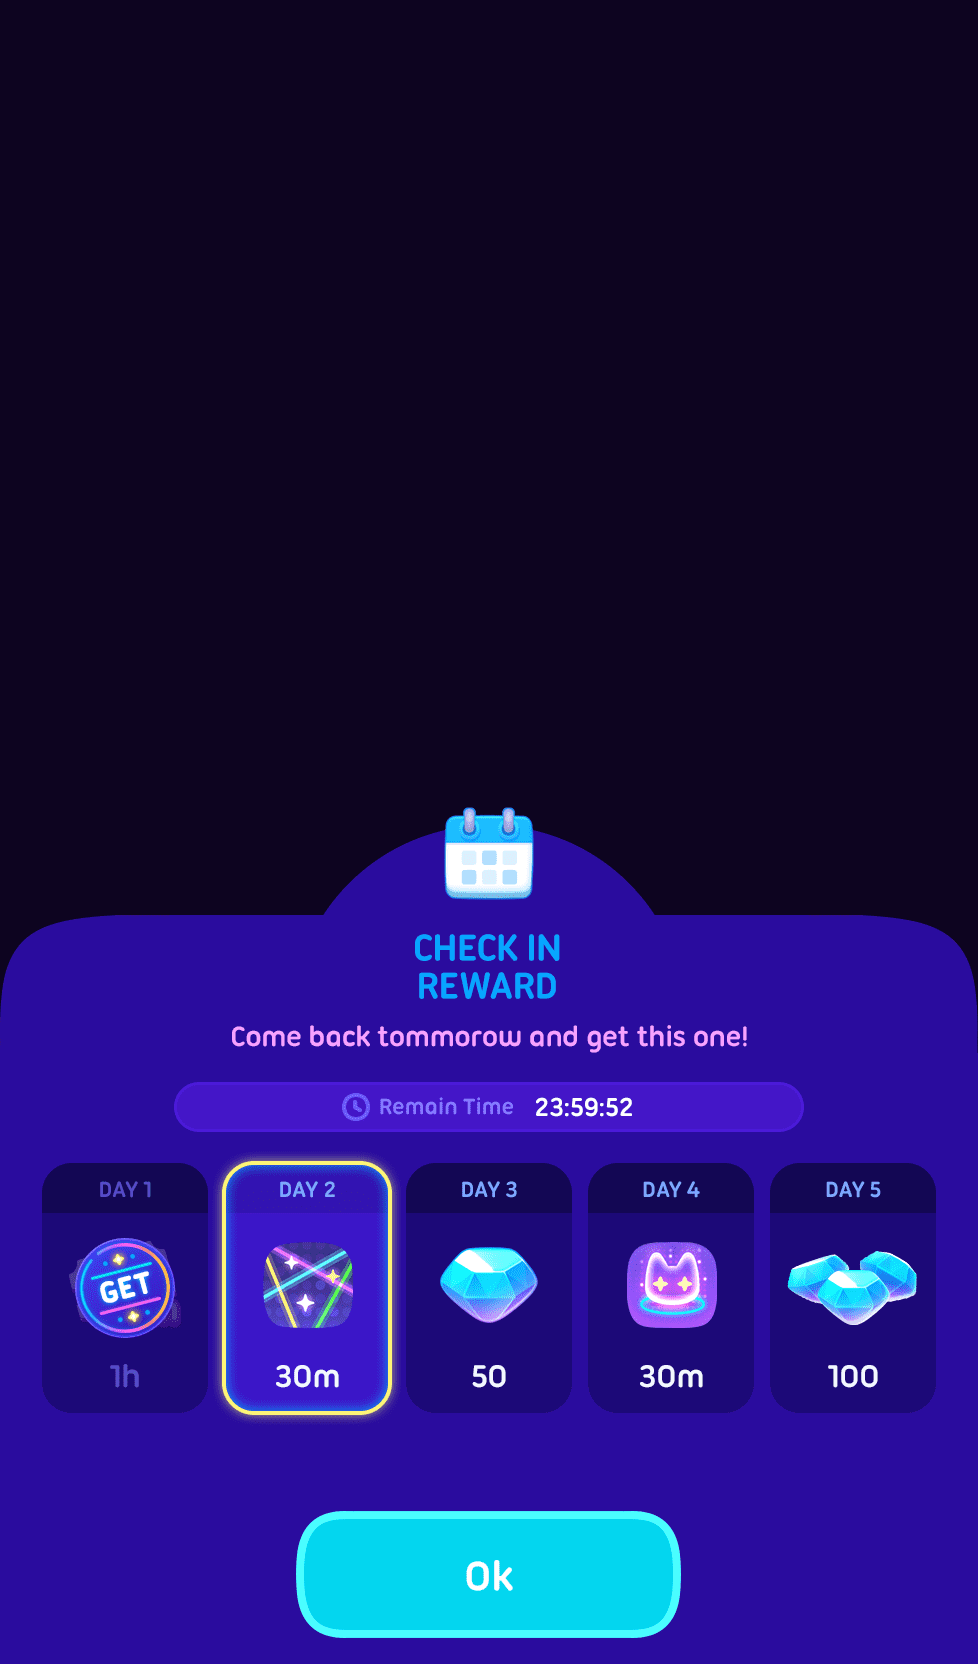 CHECK IN
REWARD
Come back tommorow and get this one!
Remain Time 23:59:52
DAY 1 DAY 2 DAY 3 DAY 4 DAY 5
GET
1h 30m 50 30m 100
Ok